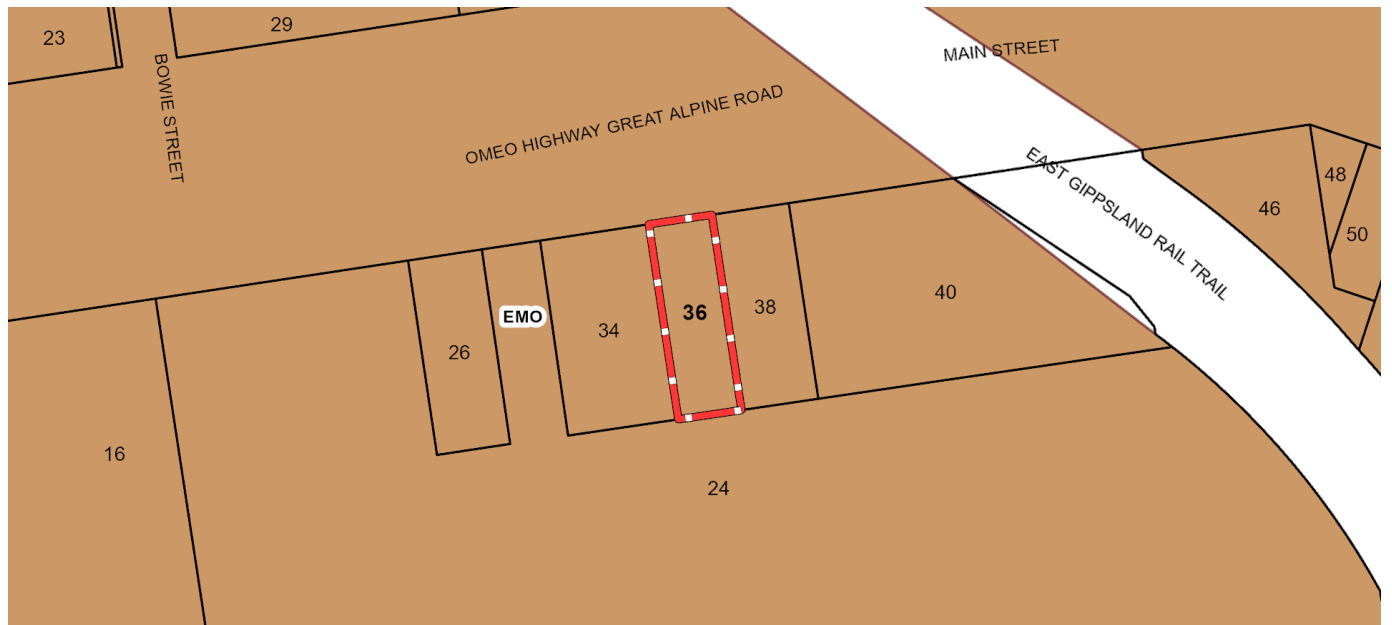 23
29
BOWIE STREET
MAIN STREET
OMEO HIGHWAY GREAT ALPINE ROAD
EAST GIPPSLAND RAIL TRAIL
48
46
50
40
38
36
EMO
34
26
16
24